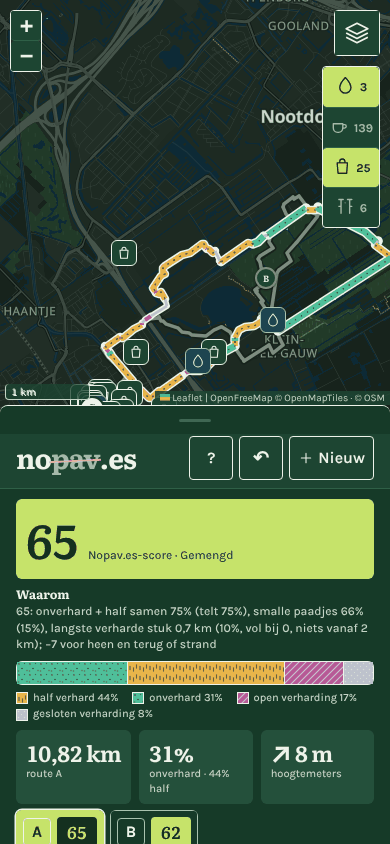 +
GOOLAND
−
3
Nootdo
139
25
6
B
HAANTJE
KLEIN-
GAUW
1 km
Leaflet | OpenFreeMap © OpenMapTiles · © OSM
nopav.es
?
↶
+ Nieuw
65
Nopav.es-score · Gemengd
Waarom
65: onverhard + half samen 75% (telt 75%), smalle paadjes 66%
(15%), langste verharde stuk 0,7 km (10%, vol bij 0, niets vanaf 2
km); −7 voor heen en terug of strand
half verhard 44%
onverhard 31%
open verharding 17%
gesloten verharding 8%
10,82 km
route A
31%
onverhard · 44%
half
↗ 8 m
hoogtemeters
A 65
B 62